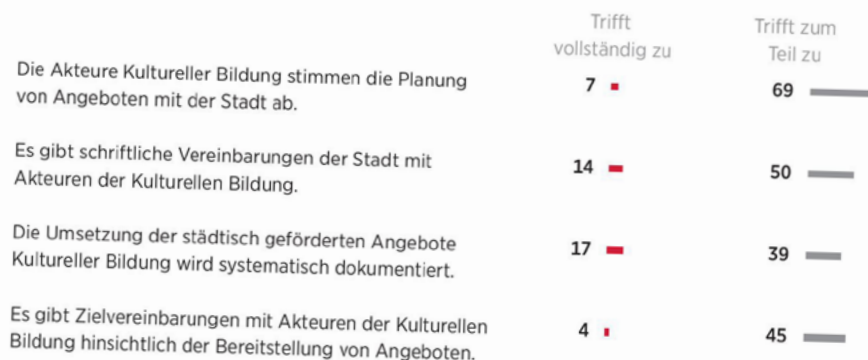 Trifft
vollständig zu
Trifft zum
Teil zu
Die Akteure Kultureller Bildung stimmen die Planung
von Angeboten mit der Stadt ab.
7
69
Es gibt schriftliche Vereinbarungen der Stadt mit
Akteuren der Kulturellen Bildung.
14
50
Die Umsetzung der städtisch geförderten Angebote
Kultureller Bildung wird systematisch dokumentiert.
17
39
Es gibt Zielvereinbarungen mit Akteuren der Kulturellen
Bildung hinsichtlich der Bereitstellung von Angeboten.
4
45